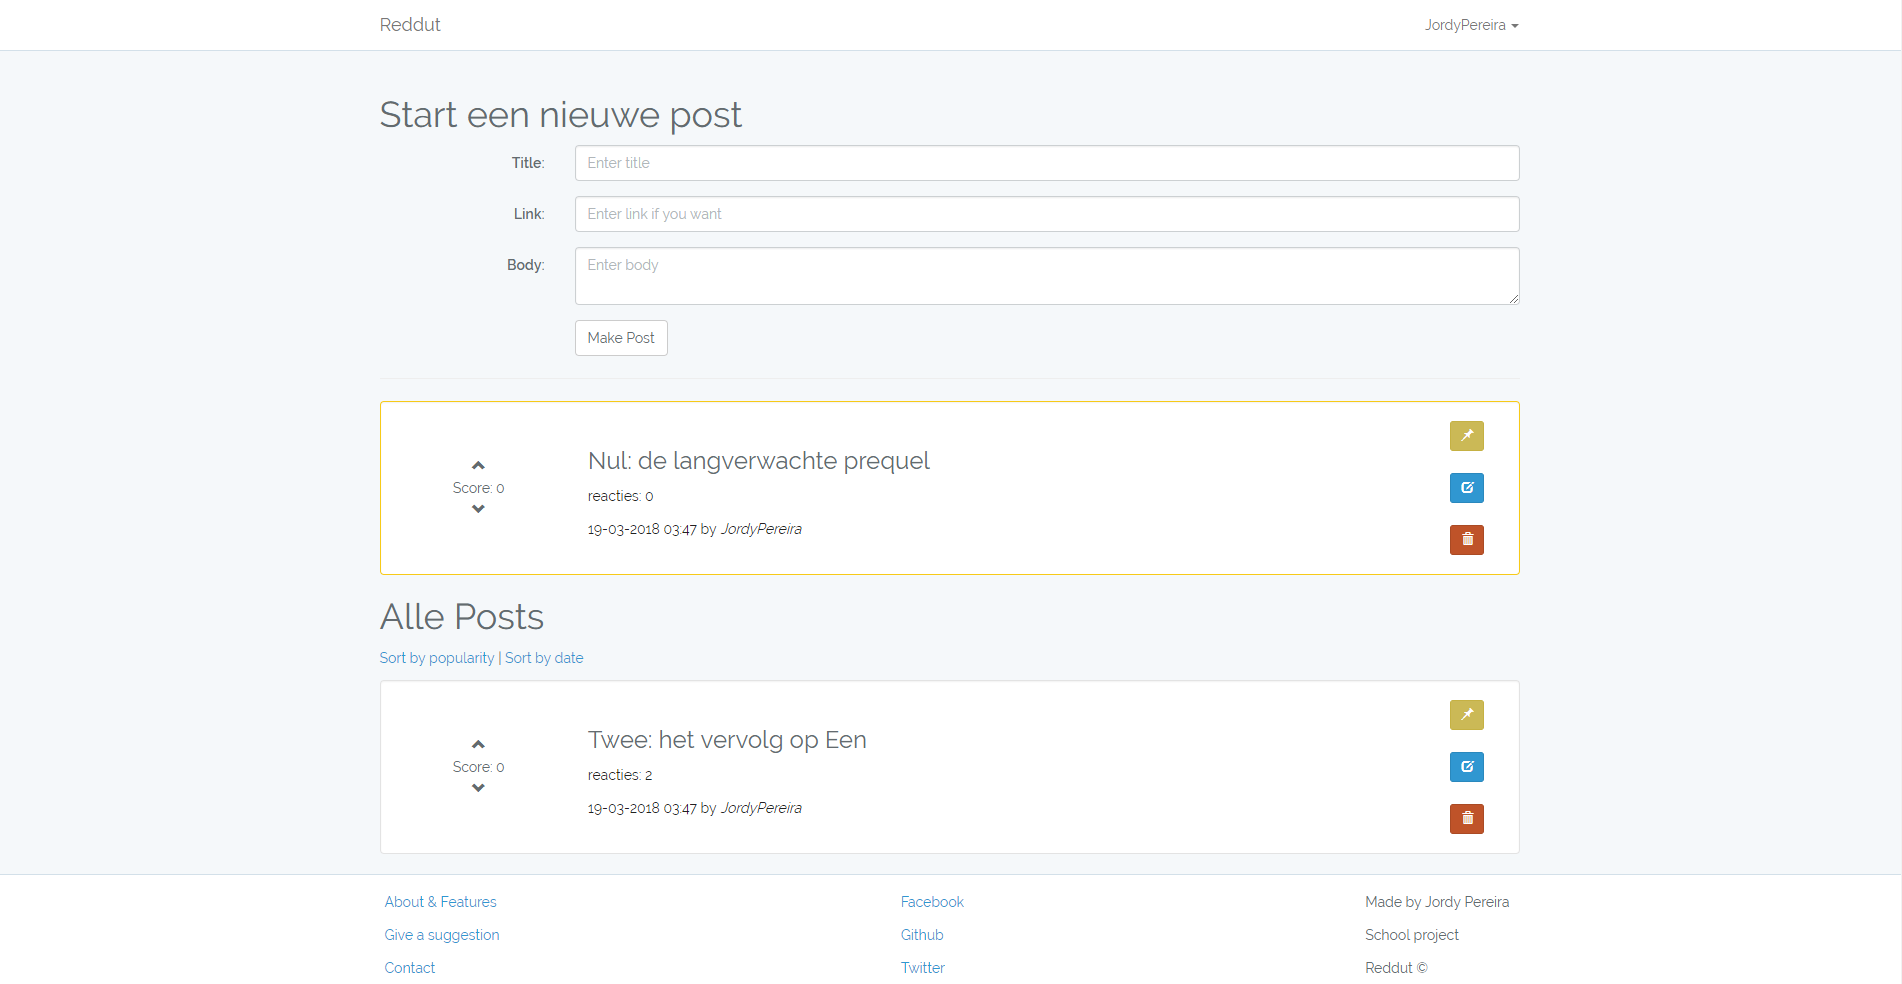 Reddut
JordyPereira
Start een nieuwe post
Title:
Enter title
Link:
Enter link if you want
Body:
Enter body
Make Post
Nul: de langverwachte prequel
Score: 0
reacties: 0
19-03-2018 03:47 by JordyPereira
Alle Posts
Sort by popularity | Sort by date
Twee: het vervolg op Een
Score: 0
reacties: 2
19-03-2018 03:47 by JordyPereira
About & Features
Give a suggestion
Contact
Facebook
Github
Twitter
Made by Jordy Pereira
School project
Reddut ©